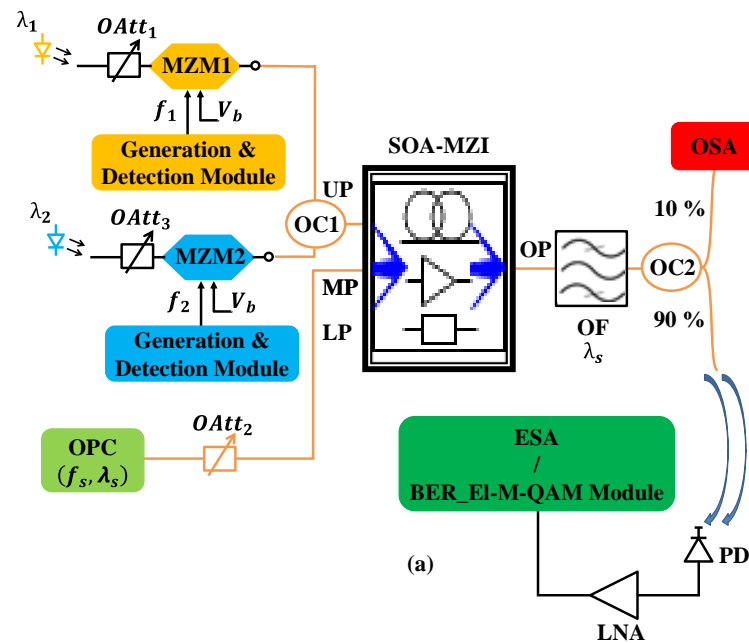 λ1
OAtt1
MZM1
f1
Vb
Generation &
Detection Module
λ2
OAtt3
MZM2
f2
Vb
Generation &
Detection Module
OPC
(fs, λs)
OAtt2
UP
OC1
MP
LP
SOA-MZI
OP
OF
λs
OSA
10 %
OC2
90 %
ESA
/
BER_El-M-QAM Module
PD
LNA
(a)